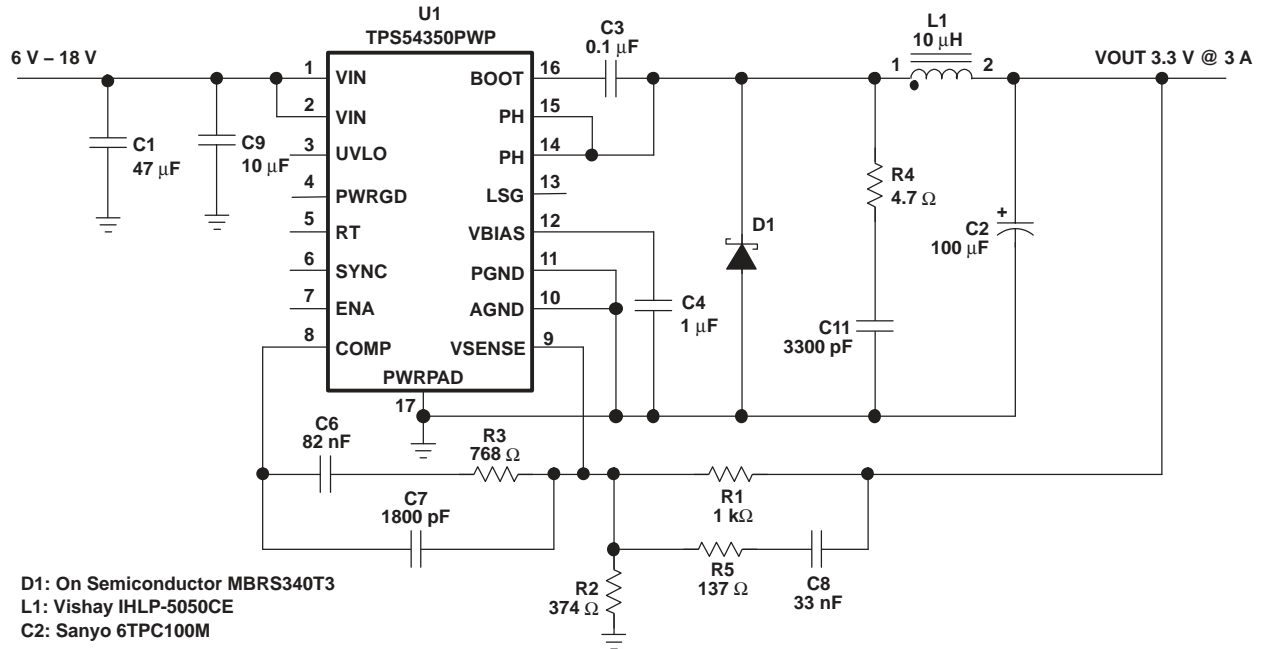 U1
TPS54350PWP
6 V – 18 V
C1
47 μF
C9
10 μF
1
VIN
2
VIN
3
UVLO
4
PWRGD
5
RT
6
SYNC
7
ENA
8
COMP
16
BOOT
15
PH
14
PH
13
LSG
12
VBIAS
11
PGND
10
AGND
9
VSENSE
PWRPAD
17
C3
0.1 μF
L1
10 μH
1
2
VOUT 3.3 V @ 3 A
R4
4.7 Ω
D1
C2
+
100 μF
C4
1 μF
C11
3300 pF
C6
82 nF
R3
768 Ω
C7
1800 pF
R1
1 kΩ
R5
137 Ω
C8
33 nF
R2
374 Ω
D1: On Semiconductor MBRS340T3
L1: Vishay IHLP-5050CE
C2: Sanyo 6TPC100M